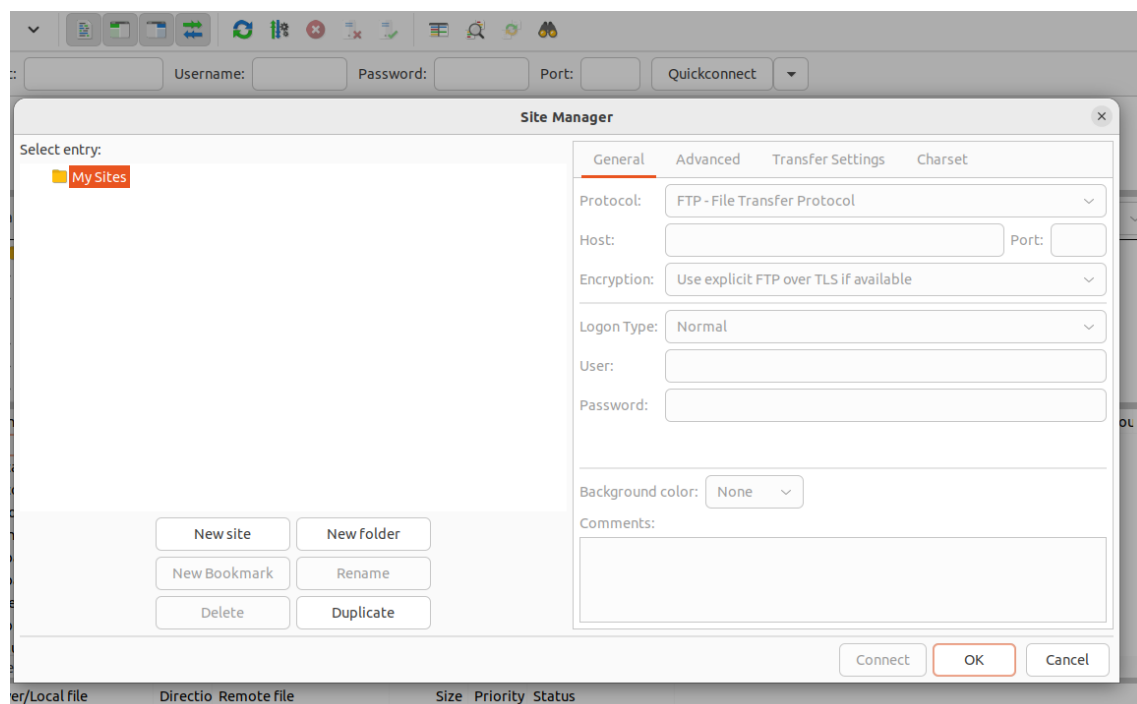 Username: Password: Port: Quickconnect
Site Manager
Select entry:
My Sites
General Advanced Transfer Settings Charset
Protocol: FTP - File Transfer Protocol
Host: Port:
Encryption: Use explicit FTP over TLS if available
Logon Type: Normal
User:
Password:
Background color: None
Comments:
New site New folder
New Bookmark Rename
Delete Duplicate
Connect OK Cancel
er/Local file Directio Remote file Size Priority Status